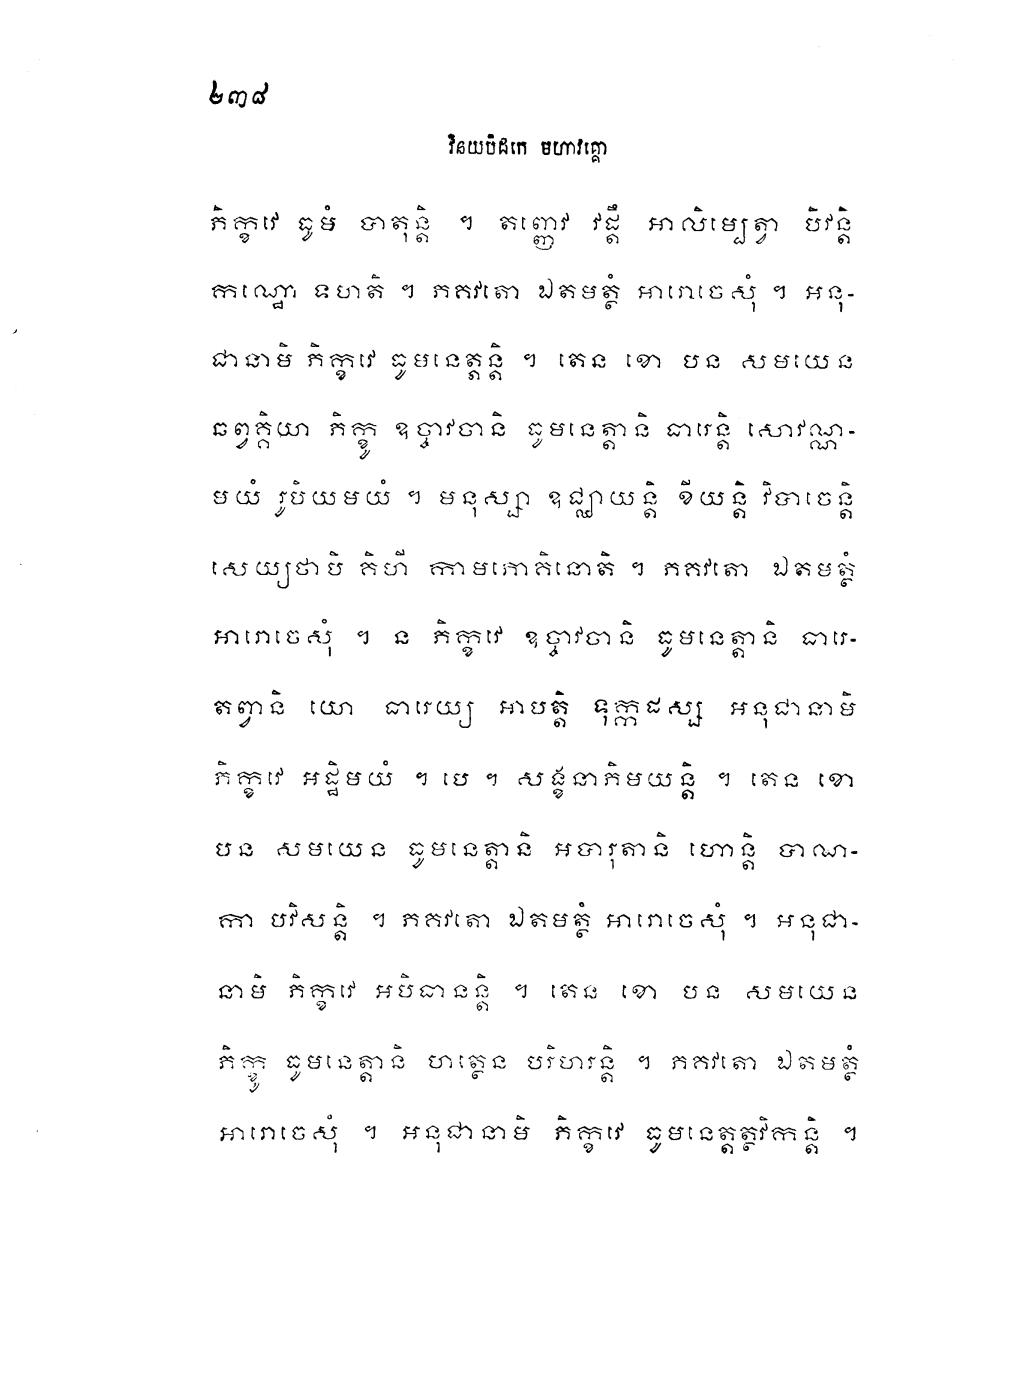 ២៣៨
វិនយបិដកេ មហាវគ្គោ
ភិក្ខវេ ធូមំ បាតុន្តិ ។ តញ្ញេវ វដ្តឹ អាលិម្បេត្វា បិវន្តិ
កណ្ឋោ ទហតិ ។ ភគវតោ ឯតមត្ថំ អារោចេសុំ ។ អនុ-
ជានាមិ ភិក្ខវេ ធូមនេត្តន្តិ ។ តេន ខោ បន សមយេន
ឆព្វគ្គិយា ភិក្ខូ ឧច្ចាវចានិ ធូមនេត្តានិ ធារេន្តិ សោវណ្ណ-
មយំ រូបិយមយំ ។ មនុស្សា ឧជ្ឈាយន្តិ ខីយន្តិ វិបាចេន្តិ
សេយ្យថាបិ គិហី កាមភោគិនោតិ ។ ភគវតោ ឯតមត្ថំ
អារោចេសុំ ។ ន ភិក្ខវេ ឧច្ចាវចានិ ធូមនេត្តានិ ធារេ-
តព្វានិ យោ ធារេយ្យ អាបត្តិ ទុក្កដស្ស អនុជានាមិ
ភិក្ខវេ អដ្ឋិមយំ ។ បេ ។ សង្ខនាភិមយន្តិ ។ តេន ខោ
បន សមយេន ធូមនេត្តានិ អបារុតានិ ហោន្តិ បាណ-
កា បវិសន្តិ ។ ភគវតោ ឯតមត្ថំ អារោចេសុំ ។ អនុជា-
នាមិ ភិក្ខវេ អបិធានន្តិ ។ តេន ខោ បន សមយេន
ភិក្ខូ ធូមនេត្តានិ ហត្ថេន បរិហរន្តិ ។ ភគវតោ ឯតមត្ថំ
អារោចេសុំ ។ អនុជានាមិ ភិក្ខវេ ធូមនេត្តត្ថវិកន្តិ ។